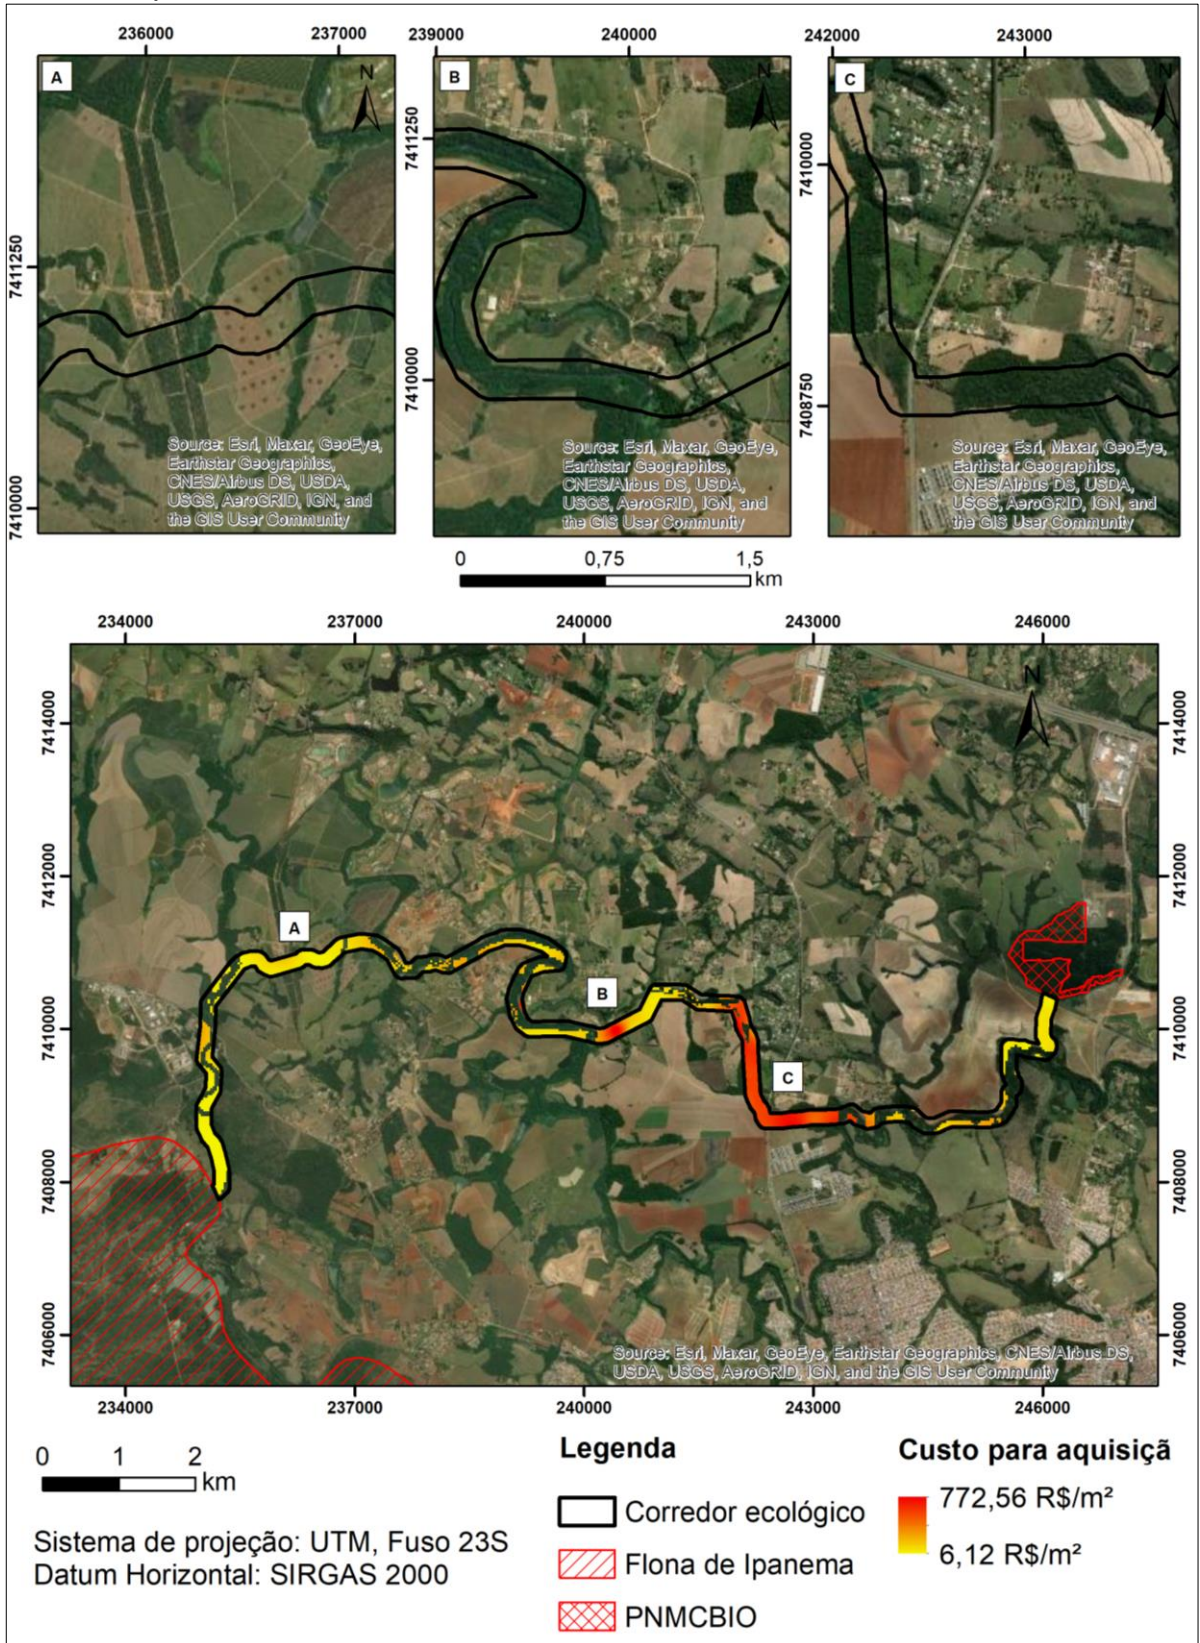 236000 237000
239000 240000
242000 243000
A
N
B
N
C
N
7411250
7410000
7411250
7410000
7410000
7408750
Source: Esri, Maxar, GeoEye,
Earthstar Geographics,
CNES/Airbus DS, USDA,
USGS, AeroGRID, IGN, and
the GIS User Community
Source: Esri, Maxar, GeoEye,
Earthstar Geographics,
CNES/Airbus DS, USDA,
USGS, AeroGRID, IGN, and
the GIS User Community
Source: Esri, Maxar, GeoEye,
Earthstar Geographics,
CNES/Airbus DS, USDA,
USGS, AeroGRID, IGN, and
the GIS User Community
0 0,75 1,5
km
234000 237000 240000 243000 246000
N
7414000 7414000
7412000 7412000
A
B
7410000 7410000
C
7408000 7408000
7406000 7406000
Source: Esri, Maxar, GeoEye, Earthstar Geographics, CNES/Airbus DS,
USDA, USGS, AeroGRID, IGN, and the GIS User Community
234000 237000 240000 243000 246000
0 1 2
km
Sistema de projeção: UTM, Fuso 23S
Datum Horizontal: SIRGAS 2000
Legenda
Corredor ecológico
Flona de Ipanema
PNMCBIO
Custo para aquisiçã
772,56 R$/m²
6,12 R$/m²